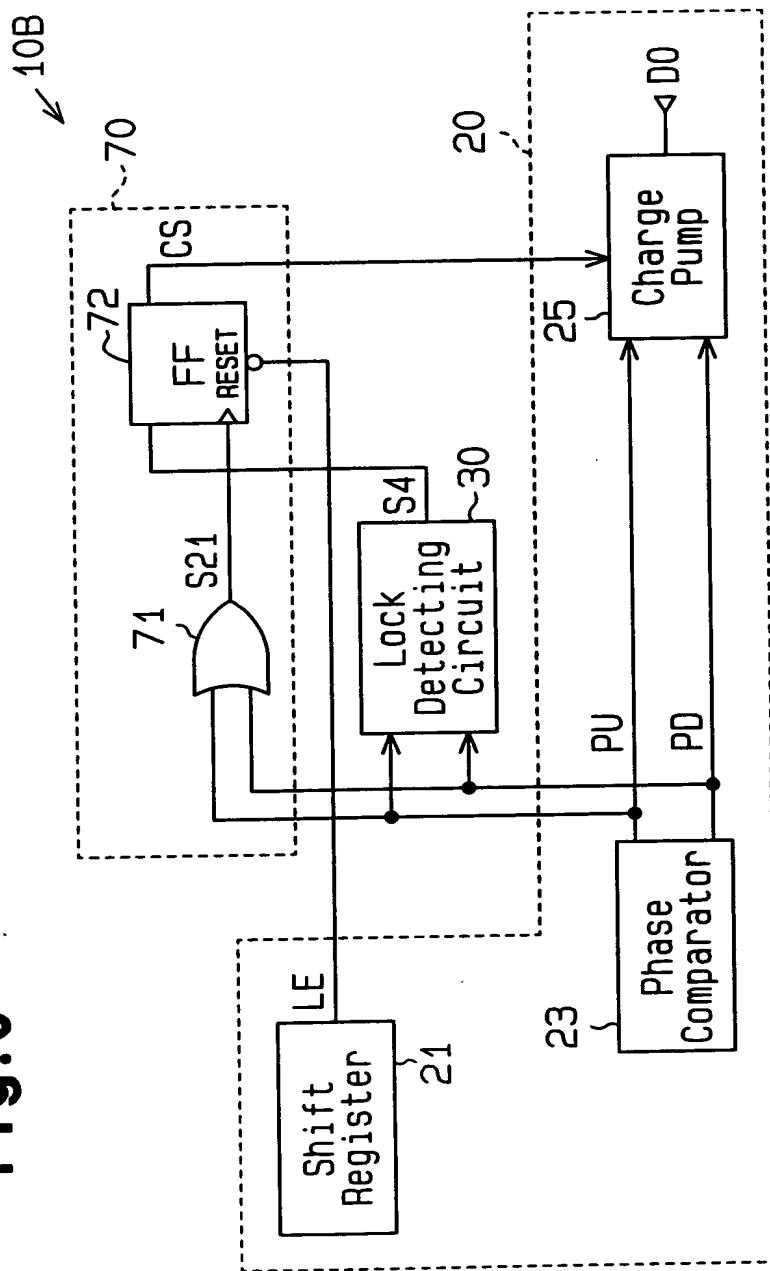 10B
70
72
CS
FF
RESET
71
S21
S4
30
Lock
Detecting
Circuit
20
25
Charge
Pump
DO
PU
PD
LE
Shift
Register
21
23
Phase
Comparator